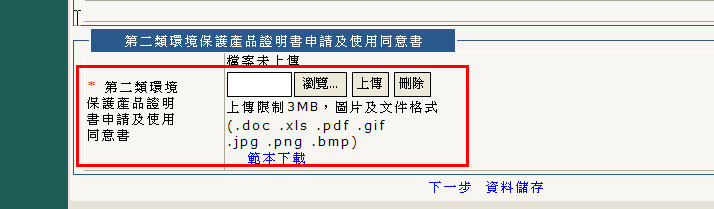 第二類環境保護產品證明書申請及使用同意書
檔案未上傳
* 第二類環境
保護產品證明
書申請及使用
同意書
瀏覽... 上傳 刪除
上傳限制3MB，圖片及文件格式
(.doc .xls .pdf .gif
.jpg .png .bmp)
範本下載
下一步 資料儲存